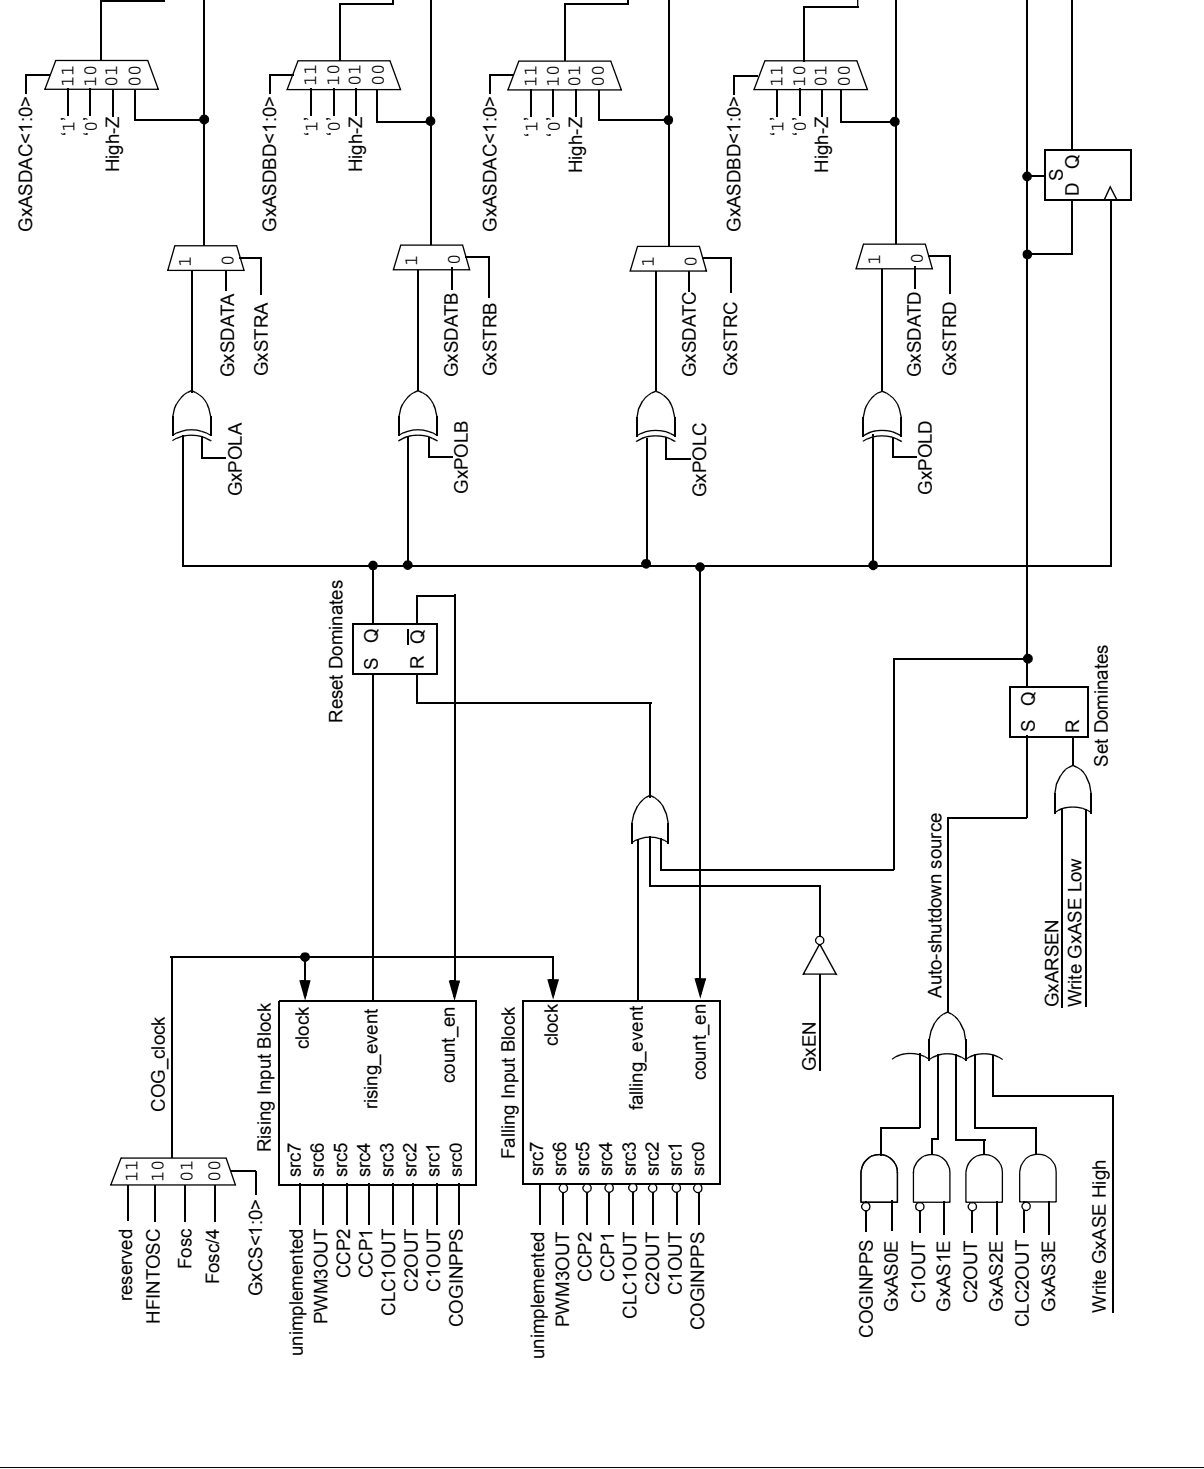 reserved
HFINTOSC
Fosc
Fosc/4
GxCS<1:0>
11
10
01
00
COG_clock
Rising Input Block
unimplemented
PWM3OUT
CCP2
CCP1
CLC1OUT
C2OUT
C1OUT
COGINPPS
src7
src6
src5
src4
src3
src2
src1
src0
clock
rising_event
count_en
Falling Input Block
unimplemented
PWM3OUT
CCP2
CCP1
CLC1OUT
C2OUT
C1OUT
COGINPPS
src7
src6
src5
src4
src3
src2
src1
src0
clock
falling_event
count_en
GxEN
COGINPPS
GxAS0E
C1OUT
GxAS1E
C2OUT
GxAS2E
CLC2OUT
GxAS3E
Write GxASE High
Auto-shutdown source
GxARSEN
Write GxASE Low
S Q
R
Set Dominates
Reset Dominates
S Q
R Q
GxPOLA
GxSDATA
GxSTRA
1
0
GxASDAC<1:0>
'1'
'0'
High-Z
11
10
01
00
GxPOLB
GxSDATB
GxSTRB
1
0
GxASDBD<1:0>
'1'
'0'
High-Z
11
10
01
00
GxPOLC
GxSDATC
GxSTRC
1
0
GxASDAC<1:0>
'1'
'0'
High-Z
11
10
01
00
GxPOLD
GxSDATD
GxSTRD
1
0
GxASDBD<1:0>
'1'
'0'
High-Z
11
10
01
00
S
D Q